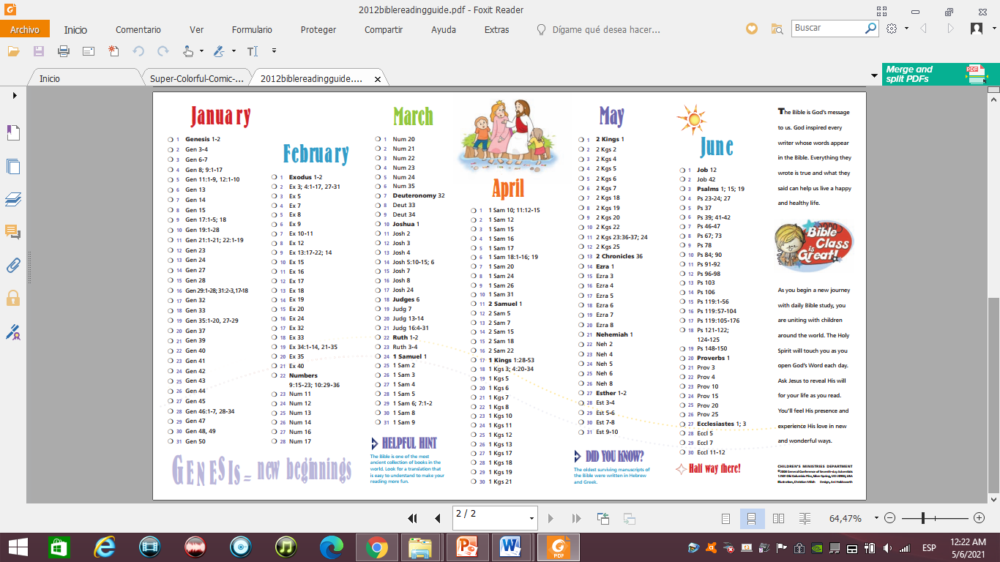 2012biblereadingguide.pdf - Foxit Reader
Archivo Inicio Comentario Ver Formulario Proteger Compartir Ayuda Extras Dígame qué desea hacer... Buscar
Inicio Super-Colorful-Comic-... 2012biblereadingguide.... Merge and
split PDFs
January
1 Genesis 1-2
2 Gen 3-4
3 Gen 6-7
4 Gen 8; 9:1-17
5 Gen 11:1-9, 12:1-10
6 Gen 13
7 Gen 14
8 Gen 15
9 Gen 17:1-5; 18
10 Gen 19:1-28
11 Gen 21:1-21; 22:1-19
12 Gen 23
13 Gen 24
14 Gen 27
15 Gen 28
16 Gen 29:1-28; 31:2-3,17-18
17 Gen 32
18 Gen 33
19 Gen 35:1-20, 27-29
20 Gen 37
21 Gen 39
22 Gen 40
23 Gen 41
24 Gen 42
25 Gen 43
26 Gen 44
27 Gen 45
28 Gen 46:1-7, 28-34
29 Gen 47
30 Gen 48, 49
31 Gen 50
GENESIs = new beginnings
February
1 Exodus 1-2
2 Ex 3; 4:1-17, 27-31
3 Ex 5
4 Ex 7
5 Ex 8
6 Ex 9
7 Ex 10-11
8 Ex 12
9 Ex 13:17-22; 14
10 Ex 15
11 Ex 16
12 Ex 17
13 Ex 18
14 Ex 19
15 Ex 20
16 Ex 24
17 Ex 32
18 Ex 33
19 Ex 34:1-14, 21-35
20 Ex 35
21 Ex 40
22 Numbers
9:15-23; 10:29-36
23 Num 11
24 Num 12
25 Num 13
26 Num 14
27 Num 16
28 Num 17
March
1 Num 20
2 Num 21
3 Num 22
4 Num 23
5 Num 24
6 Num 35
7 Deuteronomy 32
8 Deut 33
9 Deut 34
10 Joshua 1
11 Josh 2
12 Josh 3
13 Josh 4
14 Josh 5:10-15; 6
15 Josh 7
16 Josh 8
17 Josh 24
18 Judges 6
19 Judg 7
20 Judg 13-14
21 Judg 16:4-31
22 Ruth 1-2
23 Ruth 3-4
24 1 Samuel 1
25 1 Sam 2
26 1 Sam 3
27 1 Sam 4
28 1 Sam 5
29 1 Sam 6; 7:1-2
30 1 Sam 8
31 1 Sam 9
HELPFUL HINT
The Bible is one of the most
ancient collection of books in the
world. Look for a translation that
is easy to understand to make your
reading more fun.
April
1 1 Sam 10; 11:12-15
2 1 Sam 12
3 1 Sam 15
4 1 Sam 16
5 1 Sam 17
6 1 Sam 18:1-16; 19
7 1 Sam 20
8 1 Sam 24
9 1 Sam 26
10 1 Sam 31
11 2 Samuel 1
12 2 Sam 5
13 2 Sam 7
14 2 Sam 15
15 2 Sam 18
16 2 Sam 22
17 1 Kings 1:28-53
18 1 Kgs 3; 4:20-34
19 1 Kgs 5
20 1 Kgs 6
21 1 Kgs 7
22 1 Kgs 8
23 1 Kgs 10
24 1 Kgs 11
25 1 Kgs 12
26 1 Kgs 13
27 1 Kgs 17
28 1 Kgs 18
29 1 Kgs 19
30 1 Kgs 21
May
1 2 Kings 1
2 2 Kgs 2
3 2 Kgs 4
4 2 Kgs 5
5 2 Kgs 6
6 2 Kgs 7
7 2 Kgs 18
8 2 Kgs 19
9 2 Kgs 20
10 2 Kgs 22
11 2 Kgs 23:36-37; 24
12 2 Kgs 25
13 2 Chronicles 36
14 Ezra 1
15 Ezra 3
16 Ezra 4
17 Ezra 5
18 Ezra 6
19 Ezra 7
20 Ezra 8
21 Nehemiah 1
22 Neh 2
23 Neh 4
24 Neh 5
25 Neh 6
26 Neh 8
27 Esther 1-2
28 Est 3-4
29 Est 5-6
30 Est 7-8
31 Est 9-10
DID YOU KNOW?
The oldest surviving manuscripts of
the Bible were written in Hebrew
and Greek.
June
1 Job 12
2 Job 42
3 Psalms 1; 15; 19
4 Ps 23-24; 27
5 Ps 37
6 Ps 39; 41-42
7 Ps 46-47
8 Ps 67; 73
9 Ps 78
10 Ps 84; 90
11 Ps 91-92
12 Ps 96-98
13 Ps 103
14 Ps 106
15 Ps 119:1-56
16 Ps 119:57-104
17 Ps 119:105-176
18 Ps 121-122;
124-125
19 Ps 148-150
20 Proverbs 1
21 Prov 3
22 Prov 4
23 Prov 10
24 Prov 15
25 Prov 20
26 Prov 25
27 Ecclesiastes 1; 3
28 Eccl 5
29 Eccl 7
30 Eccl 11-12
Half way there!
The Bible is God's message
to us. God inspired every
writer whose words appear
in the Bible. Everything they
wrote is true and what they
said can help us live a happy
and healthy life.
Bible
Class
is
Great!
As you begin a new journey
with daily Bible study, you
are uniting with children
around the world. The Holy
Spirit will touch you as you
open God's Word each day.
Ask Jesus to reveal His will
for your life as you read.
You'll feel His presence and
experience His love in new
and wonderful ways.
CHILDREN'S MINISTRIES DEPARTMENT
©2008 General Conference of Seventh-day Adventists
12501 Old Columbia Pike, Silver Spring, MD 20904, USA
2 / 2
64,47%
ESP
12:22 AM
5/6/2021